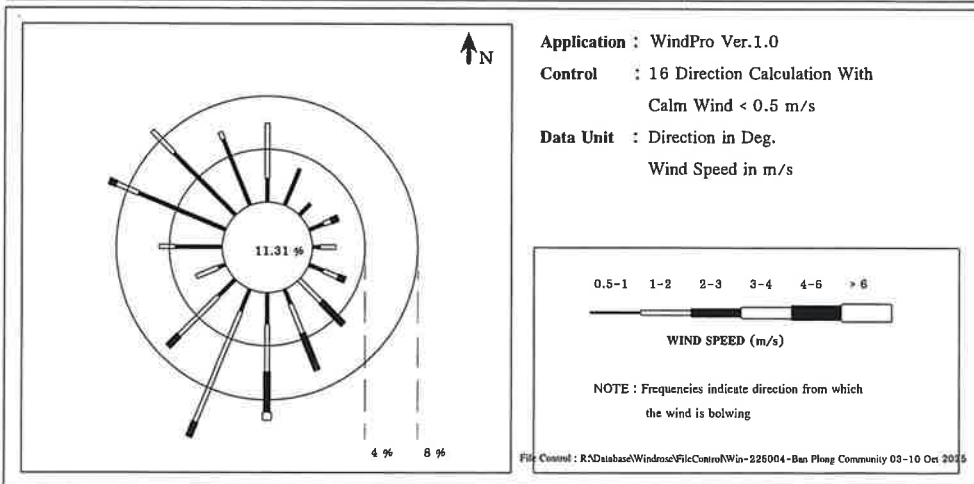 N
11.31 %
4 %
8 %
Application : WindPro Ver.1.0
Control : 16 Direction Calculation With
Calm Wind < 0.5 m/s
Data Unit : Direction in Deg.
Wind Speed in m/s
0.5-1 1-2 2-3 3-4 4-6 > 6
WIND SPEED (m/s)
NOTE : Frequencies indicate direction from which
the wind is bolwing
File Control : R:\Database\Windrose\FileControl\Win-225004-Ban Plong Community 03-10 Oct 2025